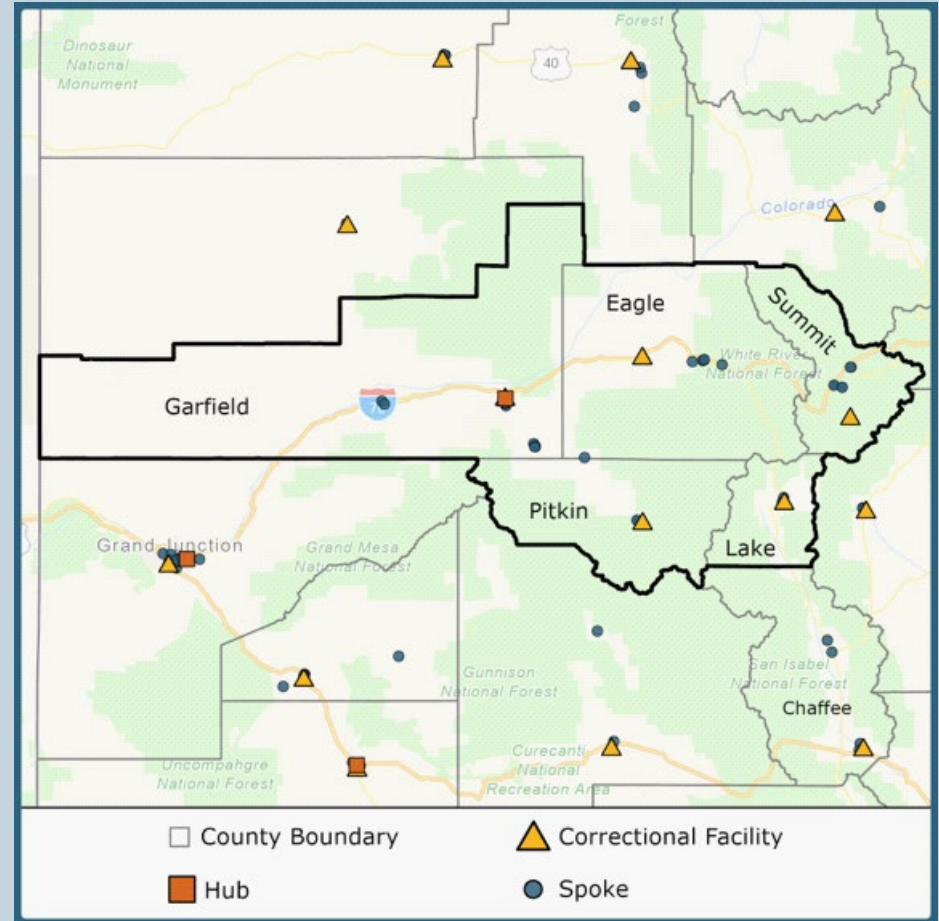 Forest
Dinosaur
National
Monument
40
Colorado
Eagle
Summit
White River
National Forest
Garfield
70
Pitkin
Lake
Grand Junction
Grand Mesa
National Forest
Gunnison
National Forest
San Isabel
National Forest
Chaffee
Curecanti
National
Recreation Area
Uncompahgre
National Forest
County Boundary
Correctional Facility
Hub
Spoke